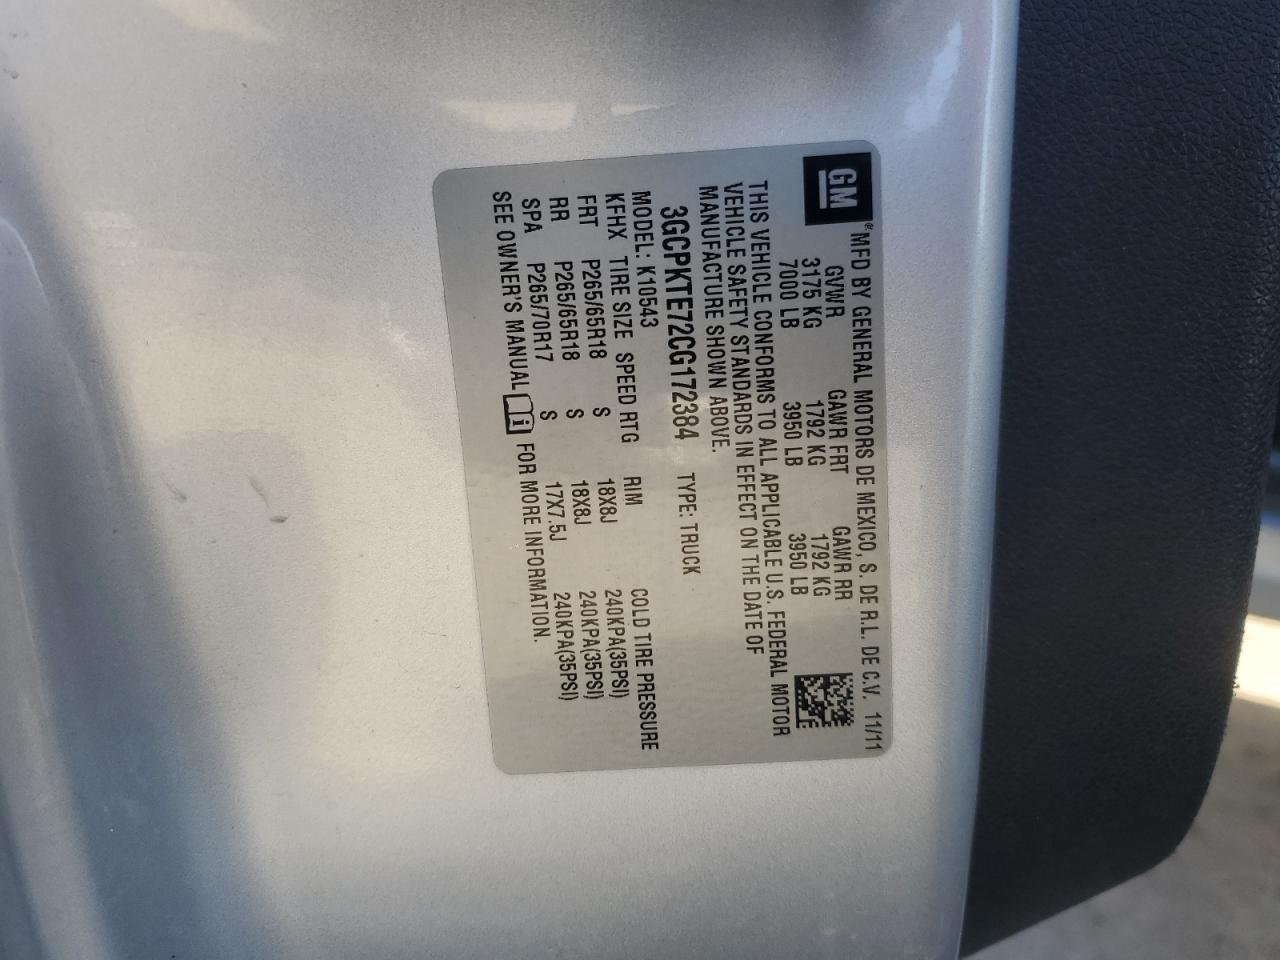 GM
® MFD BY GENERAL MOTORS DE MEXICO, S. DE R.L. DE C.V. 11/11
GVWR GAWR FRT GAWR RR
3175 KG 1792 KG 1792 KG
7000 LB 3950 LB 3950 LB
THIS VEHICLE CONFORMS TO ALL APPLICABLE U.S. FEDERAL MOTOR
VEHICLE SAFETY STANDARDS IN EFFECT ON THE DATE OF
MANUFACTURE SHOWN ABOVE.
3GCPKTE72CG172384 TYPE: TRUCK
MODEL: K10543
KFHX TIRE SIZE SPEED RTG RIM COLD TIRE PRESSURE
FRT P265/65R18 S 18X8J 240KPA(35PSI)
RR P265/65R18 S 18X8J 240KPA(35PSI)
SPA P265/70R17 S 17X7.5J 240KPA(35PSI)
SEE OWNER'S MANUAL i FOR MORE INFORMATION.